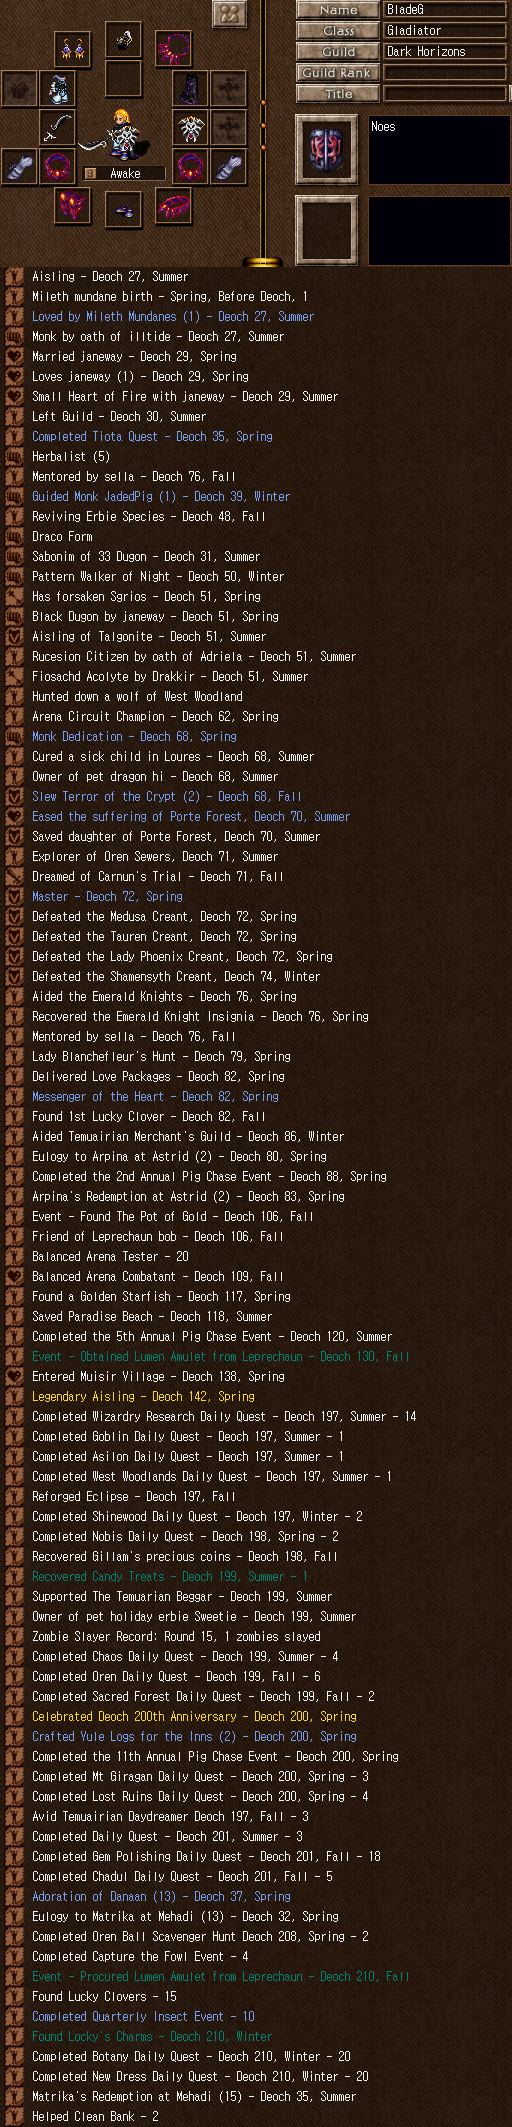 Name BladeG
Class Gladiator
Guild Dark Horizons
Guild Rank
Title
Noes
Awake
Aisling - Deoch 27, Summer
Mileth mundane birth - Spring, Before Deoch, 1
Loved by Mileth Mundanes (1) - Deoch 27, Summer
Monk by oath of illtide - Deoch 27, Summer
Married janeway - Deoch 29, Spring
Loves janeway (1) - Deoch 29, Spring
Small Heart of Fire with janeway - Deoch 29, Summer
Left Guild - Deoch 30, Summer
Completed Tiota Quest - Deoch 35, Spring
Herbalist (5)
Mentored by sella - Deoch 76, Fall
Guided Monk JadedPig (1) - Deoch 39, Winter
Reviving Erbie Species - Deoch 48, Fall
Draco Form
Sabonim of 33 Dugon - Deoch 31, Summer
Pattern Walker of Night - Deoch 50, Winter
Has forsaken Sgrios - Deoch 51, Spring
Black Dugon by janeway - Deoch 51, Spring
Aisling of Talgonite - Deoch 51, Summer
Rucesion Citizen by oath of Adriela - Deoch 51, Summer
Fiosachd Acolyte by Drakkir - Deoch 51, Summer
Hunted down a wolf of West Woodland
Arena Circuit Champion - Deoch 62, Spring
Monk Dedication - Deoch 68, Spring
Cured a sick child in Loures - Deoch 68, Summer
Owner of pet dragon hi - Deoch 68, Summer
Slew Terror of the Crypt (2) - Deoch 68, Fall
Eased the suffering of Porte Forest, Deoch 70, Summer
Saved daughter of Porte Forest, Deoch 70, Summer
Explorer of Oren Sewers, Deoch 71, Summer
Dreamed of Carnun's Trial - Deoch 71, Fall
Master - Deoch 72, Spring
Defeated the Medusa Creant, Deoch 72, Spring
Defeated the Tauren Creant, Deoch 72, Spring
Defeated the Lady Phoenix Creant, Deoch 72, Spring
Defeated the Shamensyth Creant, Deoch 74, Winter
Aided the Emerald Knights - Deoch 76, Spring
Recovered the Emerald Knight Insignia - Deoch 76, Spring
Mentored by sella - Deoch 76, Fall
Lady Blanchefleur's Hunt - Deoch 79, Spring
Delivered Love Packages - Deoch 82, Spring
Messenger of the Heart - Deoch 82, Spring
Found 1st Lucky Clover - Deoch 82, Fall
Aided Temuairian Merchant's Guild - Deoch 86, Winter
Eulogy to Arpina at Astrid (2) - Deoch 80, Spring
Completed the 2nd Annual Pig Chase Event - Deoch 88, Spring
Arpina's Redemption at Astrid (2) - Deoch 83, Spring
Event - Found The Pot of Gold - Deoch 106, Fall
Friend of Leprechaun bob - Deoch 106, Fall
Balanced Arena Tester - 20
Balanced Arena Combatant - Deoch 109, Fall
Found a Golden Starfish - Deoch 117, Spring
Saved Paradise Beach - Deoch 118, Summer
Completed the 5th Annual Pig Chase Event - Deoch 120, Summer
Event - Obtained Lumen Amulet from Leprechaun - Deoch 130, Fall
Entered Muisir Village - Deoch 138, Spring
Legendary Aisling - Deoch 142, Spring
Completed Wizardry Research Daily Quest - Deoch 197, Summer - 14
Completed Goblin Daily Quest - Deoch 197, Summer - 1
Completed Asilon Daily Quest - Deoch 197, Summer - 1
Completed West Woodlands Daily Quest - Deoch 197, Summer - 1
Reforged Eclipse - Deoch 197, Fall
Completed Shinewood Daily Quest - Deoch 197, Winter - 2
Completed Nobis Daily Quest - Deoch 198, Spring - 2
Recovered Gillam's precious coins - Deoch 198, Fall
Recovered Candy Treats - Deoch 199, Summer - 1
Supported The Temuarian Beggar - Deoch 199, Summer
Owner of pet holiday erbie Sweetie - Deoch 199, Summer
Zombie Slayer Record: Round 15, 1 zombies slayed
Completed Chaos Daily Quest - Deoch 199, Summer - 4
Completed Oren Daily Quest - Deoch 199, Fall - 6
Completed Sacred Forest Daily Quest - Deoch 199, Fall - 2
Celebrated Deoch 200th Anniversary - Deoch 200, Spring
Crafted Yule Logs for the Inns (2) - Deoch 200, Spring
Completed the 11th Annual Pig Chase Event - Deoch 200, Spring
Completed Mt Giragan Daily Quest - Deoch 200, Spring - 3
Completed Lost Ruins Daily Quest - Deoch 200, Spring - 4
Avid Temuairian Daydreamer Deoch 197, Fall - 3
Completed Daily Quest - Deoch 201, Summer - 3
Completed Gem Polishing Daily Quest - Deoch 201, Fall - 18
Completed Chadul Daily Quest - Deoch 201, Fall - 5
Adoration of Danaan (13) - Deoch 37, Spring
Eulogy to Matrika at Mehadi (13) - Deoch 32, Spring
Completed Oren Ball Scavenger Hunt Deoch 208, Spring - 2
Completed Capture the Fowl Event - 4
Event - Procured Lumen Amulet from Leprechaun - Deoch 210, Fall
Found Lucky Clovers - 15
Completed Quarterly Insect Event - 10
Found Locky's Charms - Deoch 210, Winter
Completed Botany Daily Quest - Deoch 210, Winter - 20
Completed New Dress Daily Quest - Deoch 210, Winter - 20
Matrika's Redemption at Mehadi (15) - Deoch 35, Summer
Helped Clean Bank - 2